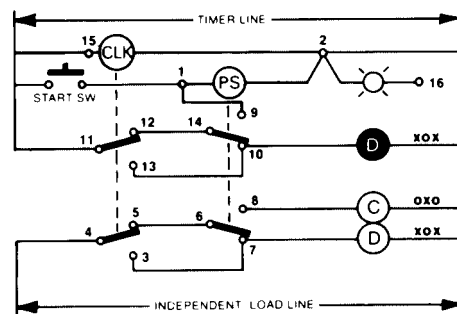 TIMER LINE
15 CLK 2
START SW 1 PS 16
9
11 12 14 10 D XOX
13
8 C OXO
4 5 6 7 D XOX
3
INDEPENDENT LOAD LINE